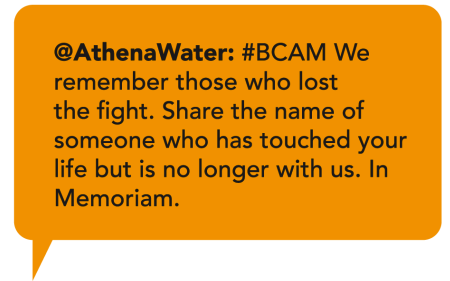 @AthenaWater: #BCAM We
remember those who lost
the fight. Share the name of
someone who has touched your
life but is no longer with us. In
Memoriam.